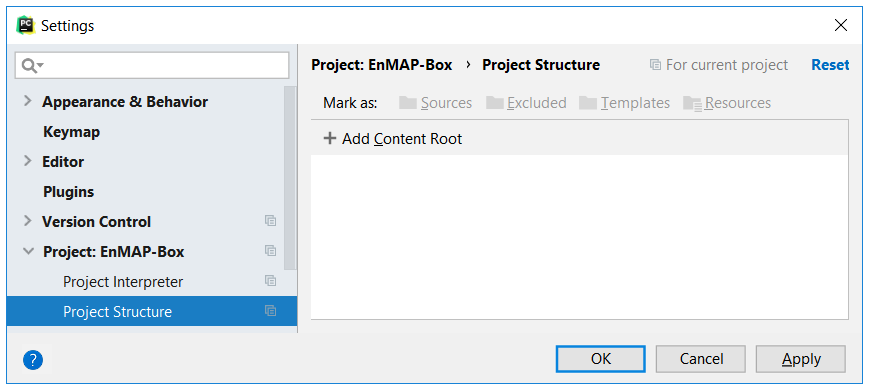 PC Settings
Project: EnMAP-Box › Project Structure For current project Reset
Appearance & Behavior
Keymap
Editor
Plugins
Version Control
Project: EnMAP-Box
Project Interpreter
Project Structure
Mark as: Sources Excluded Templates Resources
+ Add Content Root
? OK Cancel Apply